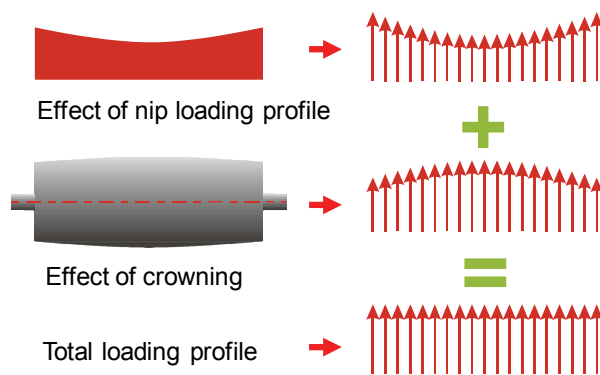 Effect of nip loading profile
Effect of crowning
Total loading profile